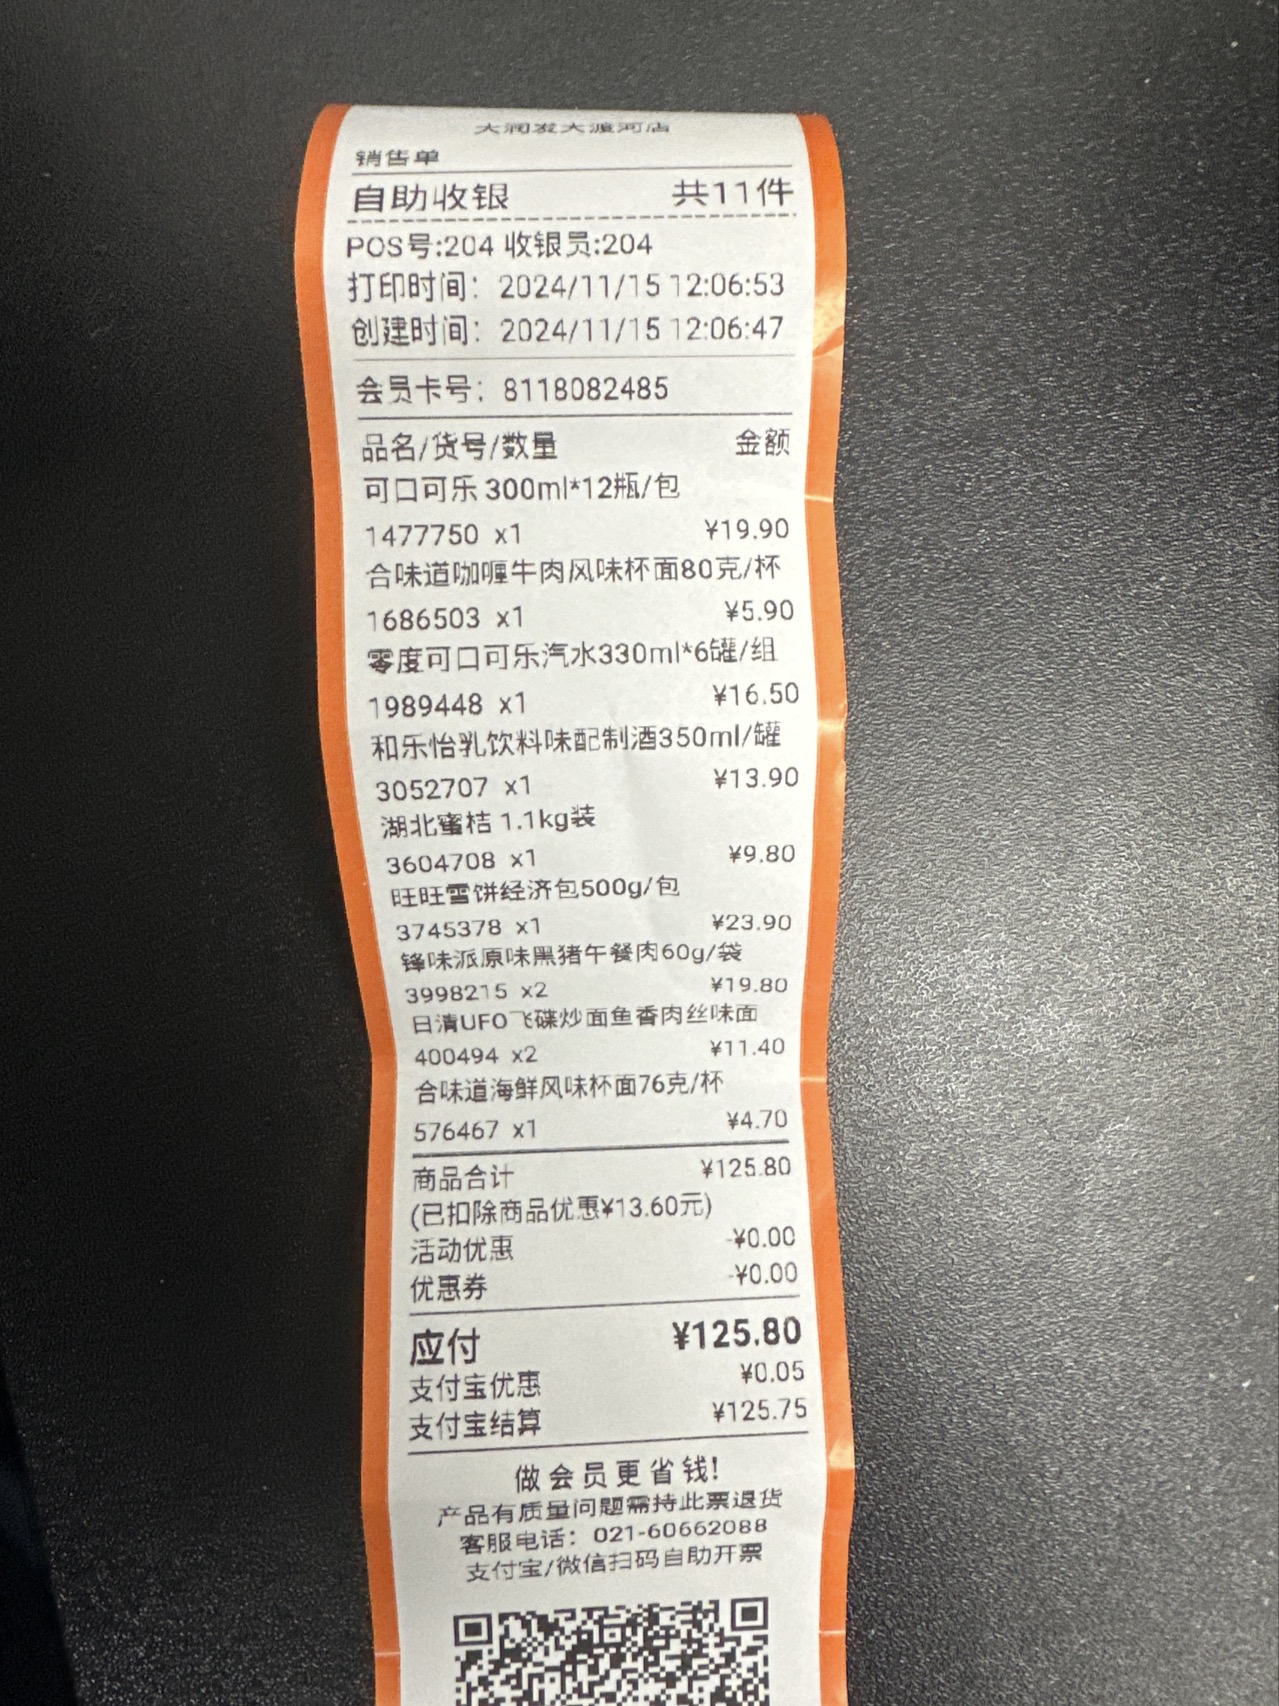 大润发大渡河店
销售单
自助收银 共11件
POS号:204 收银员:204
打印时间：2024/11/15 12:06:53
创建时间：2024/11/15 12:06:47
会员卡号：8118082485
品名/货号/数量 金额
可口可乐 300ml*12瓶/包
1477750 x1 ¥19.90
合味道咖喱牛肉风味杯面80克/杯
1686503 x1 ¥5.90
零度可口可乐汽水330ml*6罐/组
1989448 x1 ¥16.50
和乐怡乳饮料味配制酒350ml/罐
3052707 x1 ¥13.90
湖北蜜桔 1.1kg装
3604708 x1 ¥9.80
旺旺雪饼经济包500g/包
3745378 x1 ¥23.90
锋味派原味黑猪午餐肉60g/袋
3998215 x2 ¥19.80
日清UFO飞碟炒面鱼香肉丝味面
400494 x2 ¥11.40
合味道海鲜风味杯面76克/杯
576467 x1 ¥4.70
商品合计 ¥125.80
(已扣除商品优惠¥13.60元)
活动优惠 -¥0.00
优惠券 -¥0.00
应付 ¥125.80
支付宝优惠 ¥0.05
支付宝结算 ¥125.75
做会员更省钱!
产品有质量问题需持此票退货
客服电话：021-60662088
支付宝/微信扫码自助开票